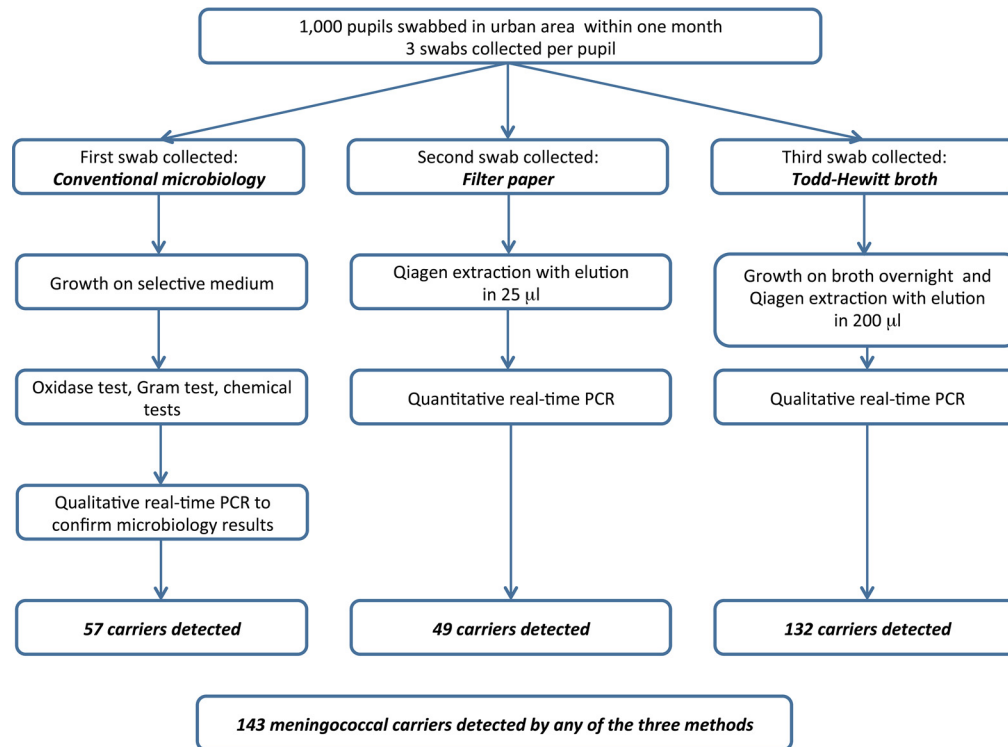 1,000 pupils swabbed in urban area within one month
3 swabs collected per pupil
First swab collected:
Conventional microbiology
Growth on selective medium
Oxidase test, Gram test, chemical
tests
Qualitative real-time PCR to
confirm microbiology results
57 carriers detected
Second swab collected:
Filter paper
Qiagen extraction with elution
in 25 µl
Quantitative real-time PCR
49 carriers detected
Third swab collected:
Todd-Hewitt broth
Growth on broth overnight and
Qiagen extraction with elution
in 200 µl
Qualitative real-time PCR
132 carriers detected
143 meningococcal carriers detected by any of the three methods